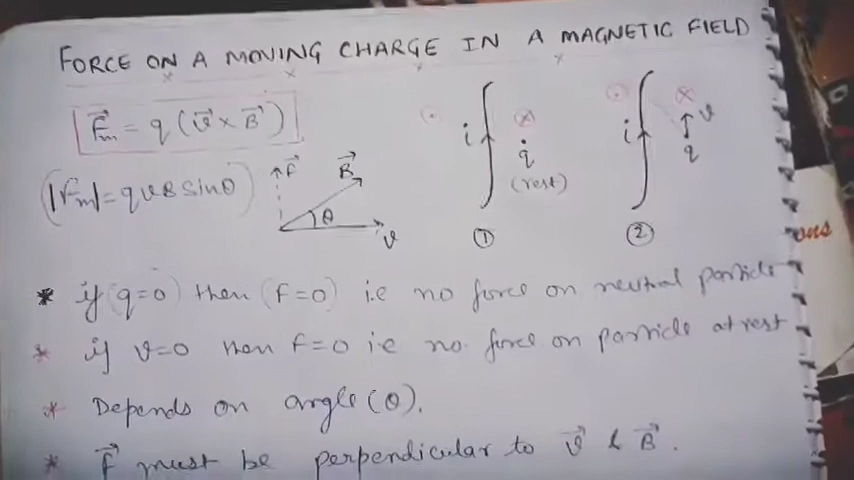 FORCE ON A MOVING CHARGE IN A MAGNETIC FIELD
F⃗m = q (v⃗ × B⃗)
|Fm| = qvB sinθ
F⃗
B⃗
θ
v
i
q
(rest)
①
i
v
q
②
* if (q=0) then (F=0) i.e no force on neutral particle
* if v=0 then F=0 i.e no force on particle at rest
* Depends on angle (θ).
* F⃗ must be perpendicular to v⃗ & B⃗.
ons